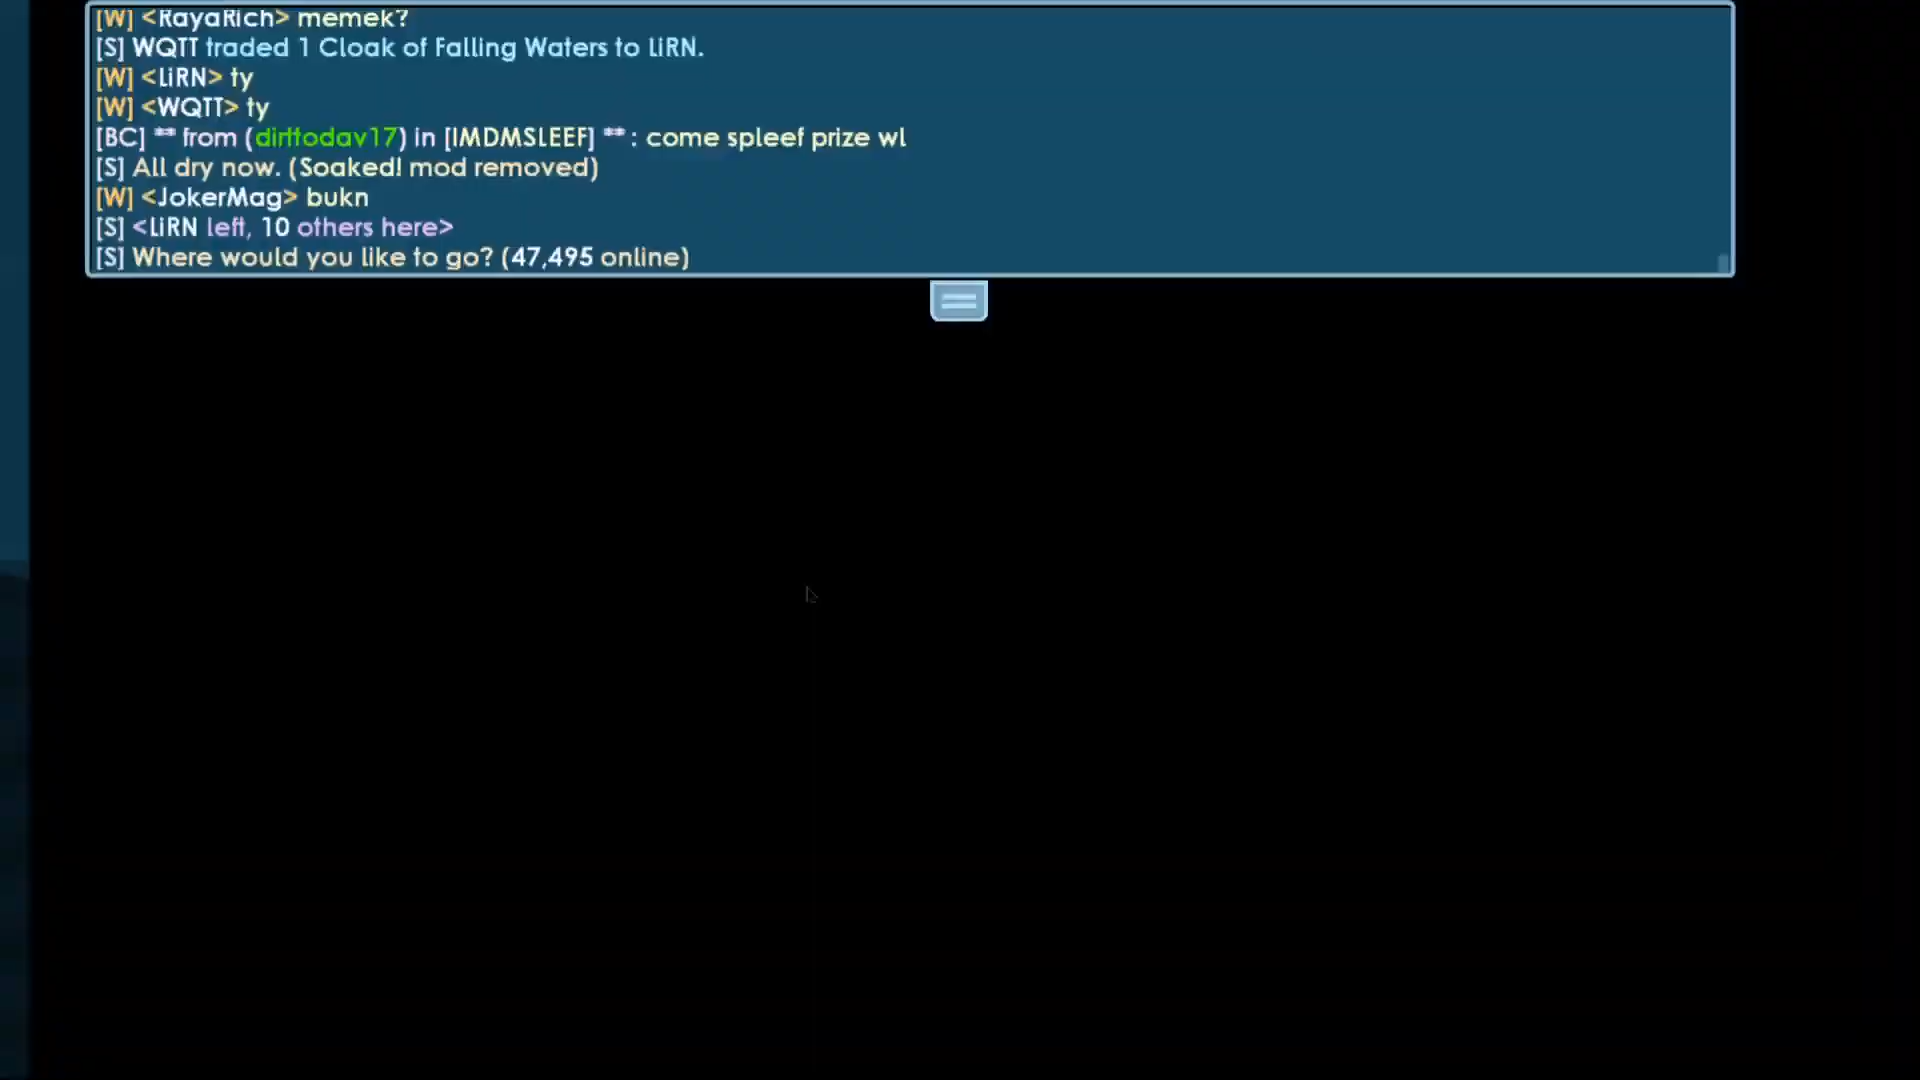 [W] <RayaRich> memek?
[S] WQTT traded 1 Cloak of Falling Waters to LiRN.
[W] <LiRN> ty
[W] <WQTT> ty
[BC] ** from (dirttoday17) in [IMDMSLEEF] ** : come spleef prize wl
[S] All dry now. (Soaked! mod removed)
[W] <JokerMag> bukn
[S] <LiRN left, 10 others here>
[S] Where would you like to go? (47,495 online)